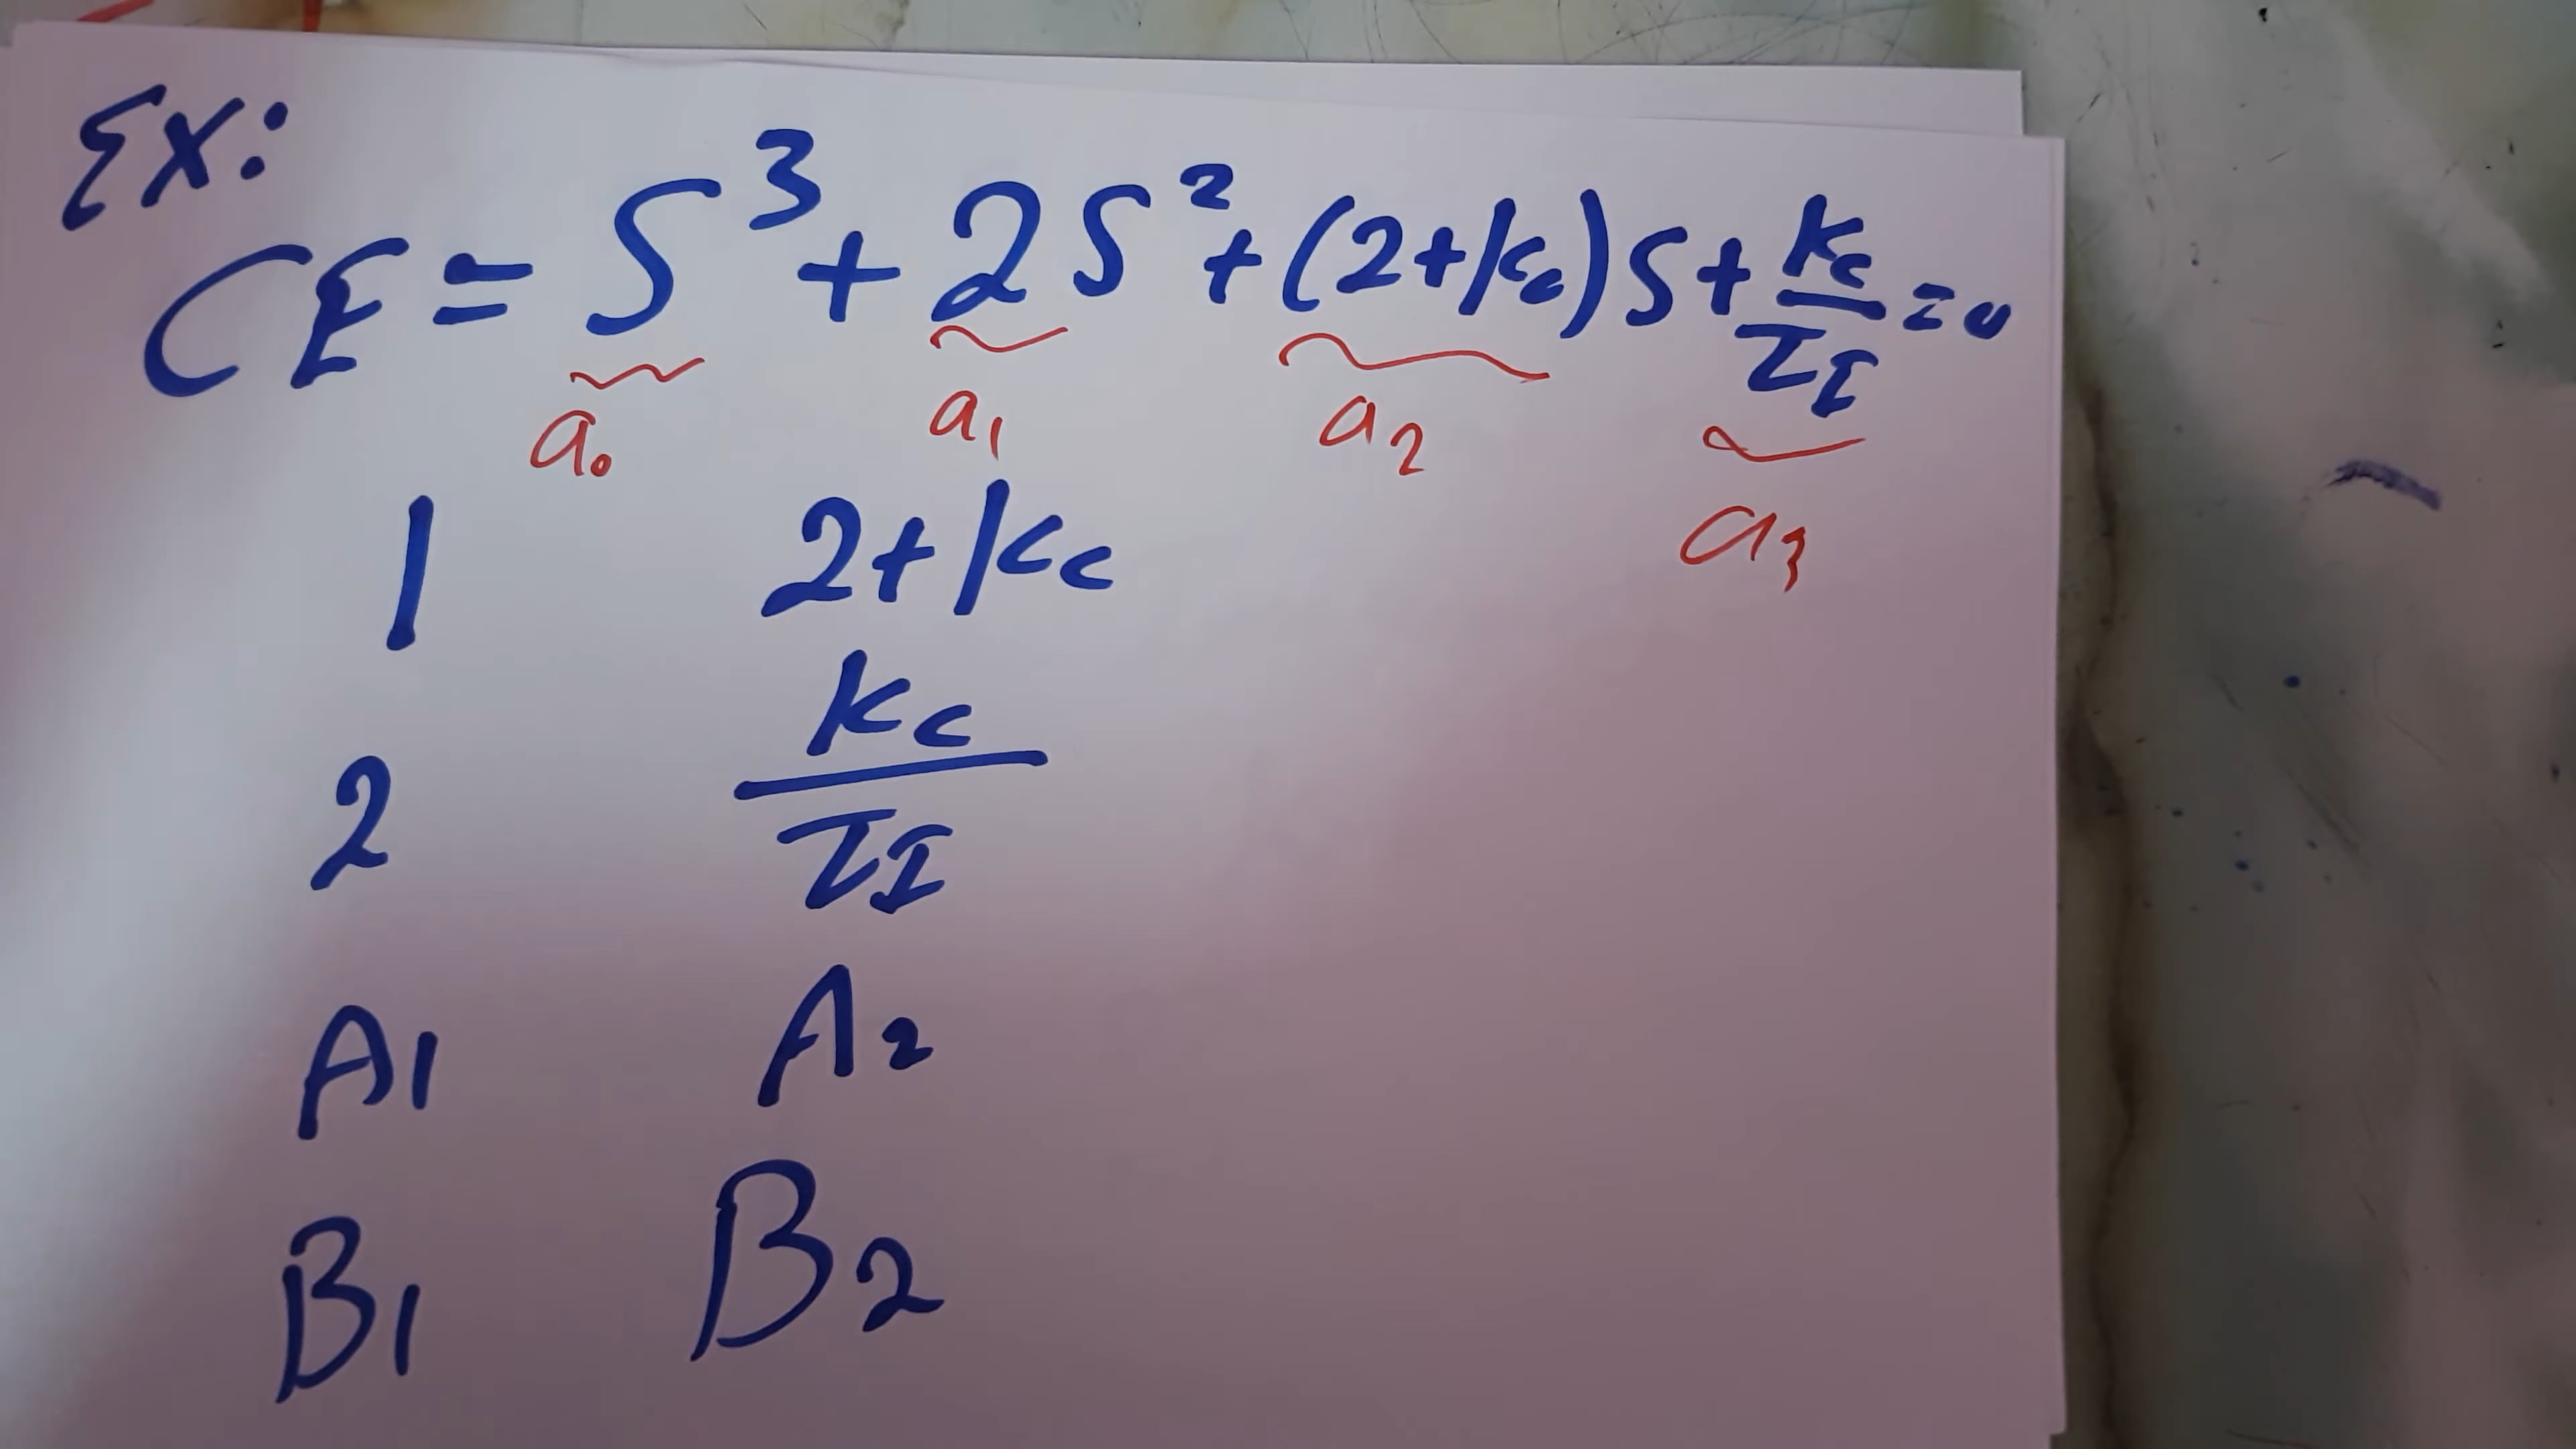 Ex:
CE = S³ + 2S² + (2+Kc)S + Kc/τI = 0
a₀ a₁ a₂ a₃
1 2+Kc
2 Kc/τI
A1 A2
B1 B2